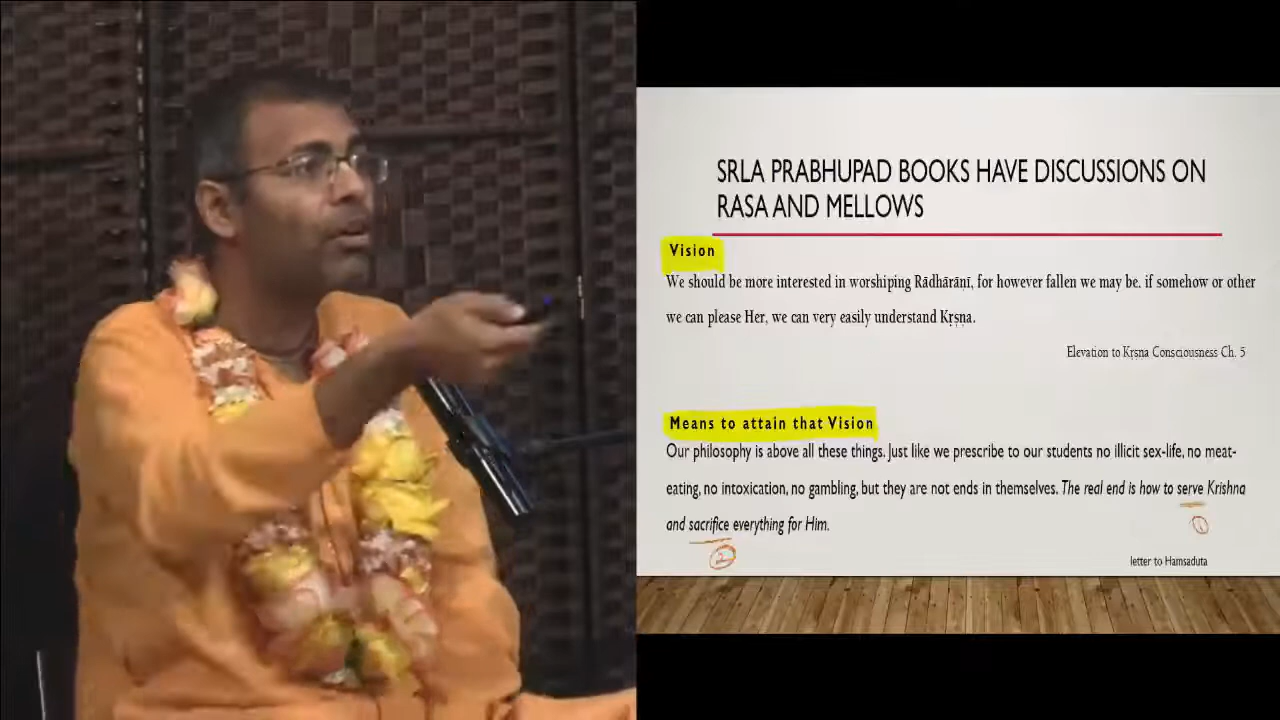 SRLA PRABHUPAD BOOKS HAVE DISCUSSIONS ON
RASA AND MELLOWS
Vision
We should be more interested in worshiping Rādhārāṇī, for however fallen we may be. if somehow or other
we can please Her, we can very easily understand Kṛṣṇa.
Elevation to Kṛṣṇa Consciousness Ch. 5
Means to attain that Vision
Our philosophy is above all these things. Just like we prescribe to our students no illicit sex-life, no meat-
eating, no intoxication, no gambling, but they are not ends in themselves. The real end is how to serve Krishna
1
and sacrifice everything for Him.
2
letter to Hamsaduta